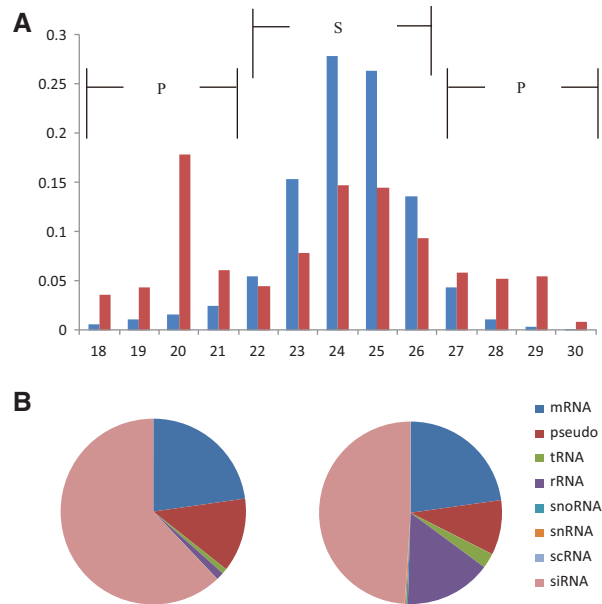 A
S
P
P
0.3
0.25
0.2
0.15
0.1
0.05
0
18 19 20 21 22 23 24 25 26 27 28 29 30
B
mRNA
pseudo
tRNA
rRNA
snoRNA
snRNA
scRNA
siRNA